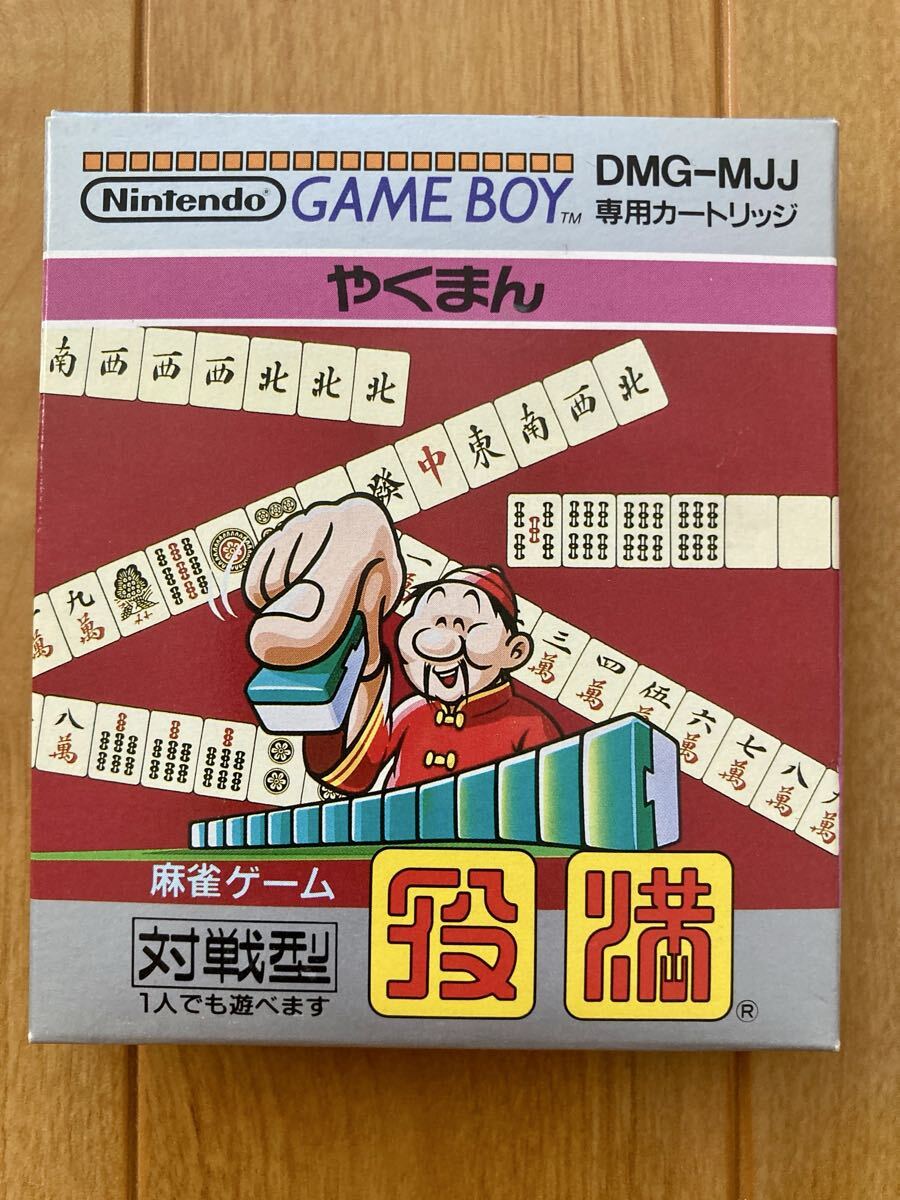 Nintendo® GAME BOY™ DMG-MJJ
専用カートリッジ
やくまん
南 西 西 西 北 北 北
發 中 東 南 西 北
九萬
一 三萬 四萬 伍萬 六萬 七萬 八萬 九
八萬
麻雀ゲーム
役満®
対戦型
1人でも遊べます